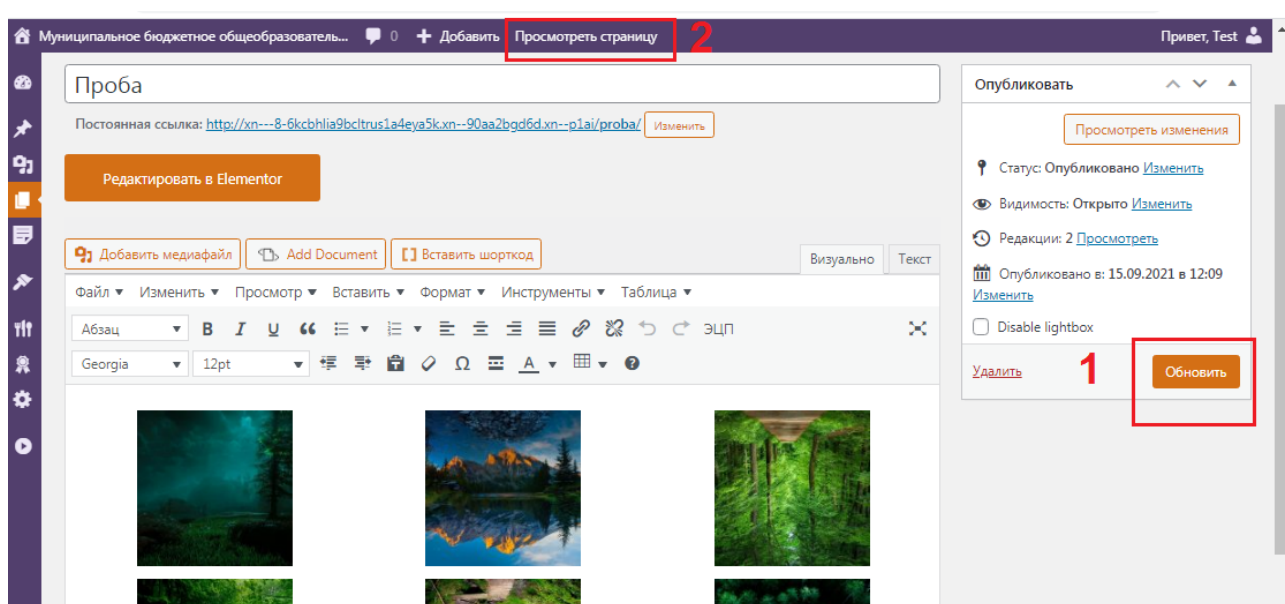 Муниципальное бюджетное общеобразователь... 0 + Добавить Просмотреть страницу 2 Привет, Test
Проба
Постоянная ссылка: http://xn---8-6kcbhlia9bcltrus1a4eya5k.xn--90aa2bgd6d.xn--p1ai/proba/ Изменить
Редактировать в Elementor
Добавить медиафайл Add Document [] Вставить шорткод Визуально Текст
Файл Изменить Просмотр Вставить Формат Инструменты Таблица
Абзац B I U ЭЦП
Georgia 12pt Ω A
Опубликовать
Просмотреть изменения
Статус: Опубликовано Изменить
Видимость: Открыто Изменить
Редакции: 2 Просмотреть
Опубликовано в: 15.09.2021 в 12:09
Изменить
Disable lightbox
Удалить 1 Обновить